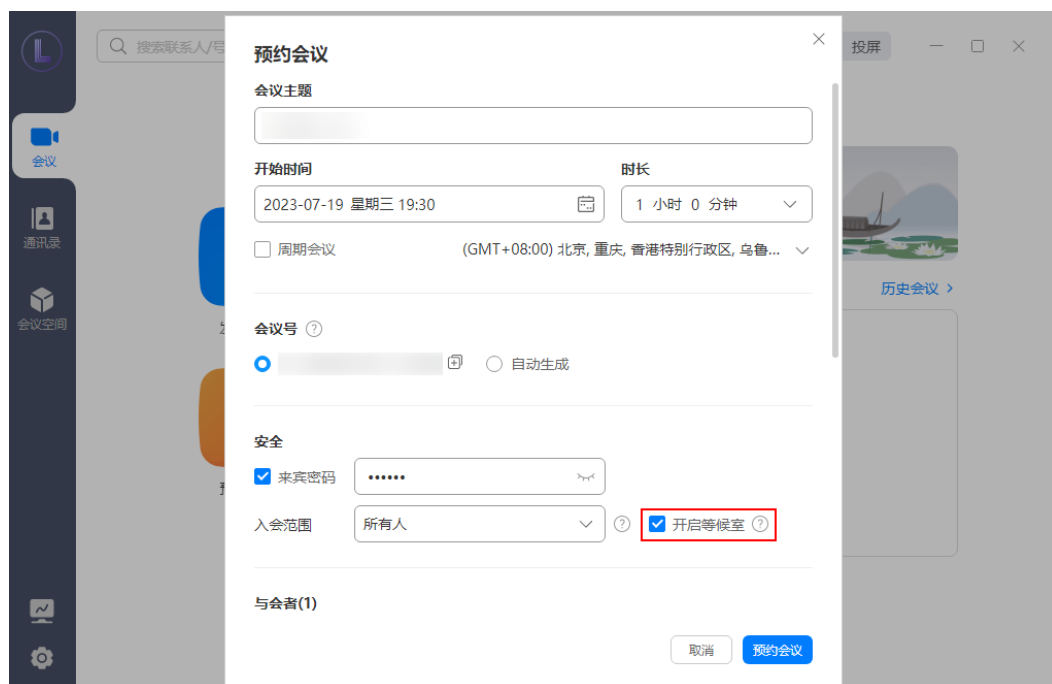 搜索联系人/号
投屏
预约会议
会议主题
开始时间
时长
2023-07-19 星期三 19:30
1 小时 0 分钟
周期会议
(GMT+08:00) 北京, 重庆, 香港特别行政区, 乌鲁...
会议
通讯录
会议空间
历史会议 >
会议号 ?
自动生成
安全
来宾密码
••••••
入会范围
所有人
?
开启等候室 ?
与会者(1)
取消
预约会议